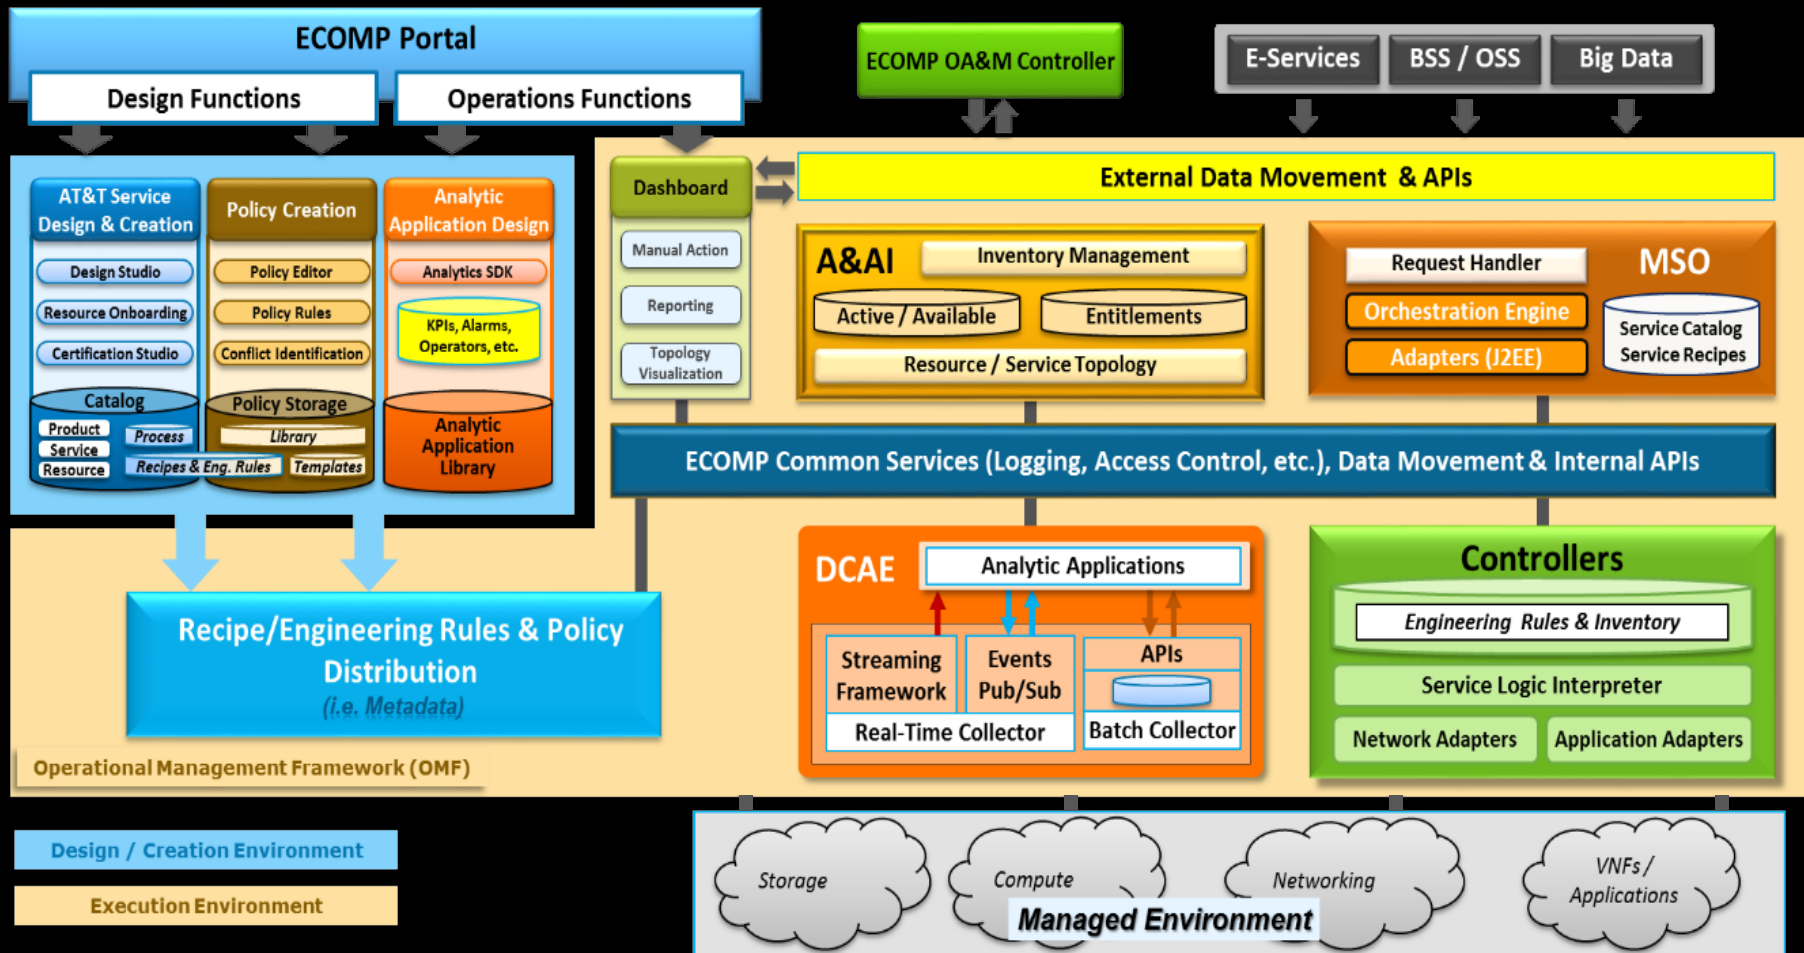 ECOMP Portal
Design Functions
Operations Functions
ECOMP OA&M Controller
E-Services
BSS / OSS
Big Data
AT&T Service
Design & Creation
Design Studio
Resource Onboarding
Certification Studio
Catalog
Product
Service
Resource
Process
Recipes & Eng. Rules
Policy Creation
Policy Editor
Policy Rules
Conflict Identification
Policy Storage
Library
Templates
Analytic
Application Design
Analytics SDK
KPIs, Alarms,
Operators, etc.
Analytic
Application
Library
Dashboard
Manual Action
Reporting
Topology
Visualization
External Data Movement & APIs
A&AI
Inventory Management
Active / Available
Entitlements
Resource / Service Topology
Request Handler
MSO
Orchestration Engine
Adapters (J2EE)
Service Catalog
Service Recipes
ECOMP Common Services (Logging, Access Control, etc.), Data Movement & Internal APIs
Recipe/Engineering Rules & Policy
Distribution
(i.e. Metadata)
DCAE
Analytic Applications
Streaming
Framework
Events
Pub/Sub
Real-Time Collector
APIs
Batch Collector
Controllers
Engineering Rules & Inventory
Service Logic Interpreter
Network Adapters
Application Adapters
Operational Management Framework (OMF)
Design / Creation Environment
Execution Environment
Storage
Compute
Networking
VNFs /
Applications
Managed Environment